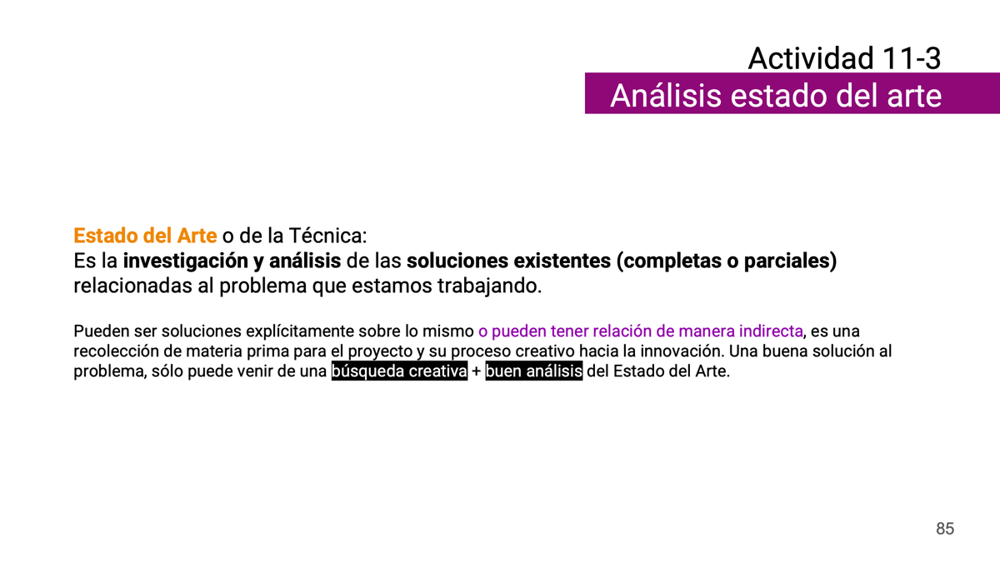 Actividad 11-3
Análisis estado del arte
Estado del Arte o de la Técnica:
Es la investigación y análisis de las soluciones existentes (completas o parciales)
relacionadas al problema que estamos trabajando.
Pueden ser soluciones explícitamente sobre lo mismo o pueden tener relación de manera indirecta, es una
recolección de materia prima para el proyecto y su proceso creativo hacia la innovación. Una buena solución al
problema, sólo puede venir de una búsqueda creativa + buen análisis del Estado del Arte.
85